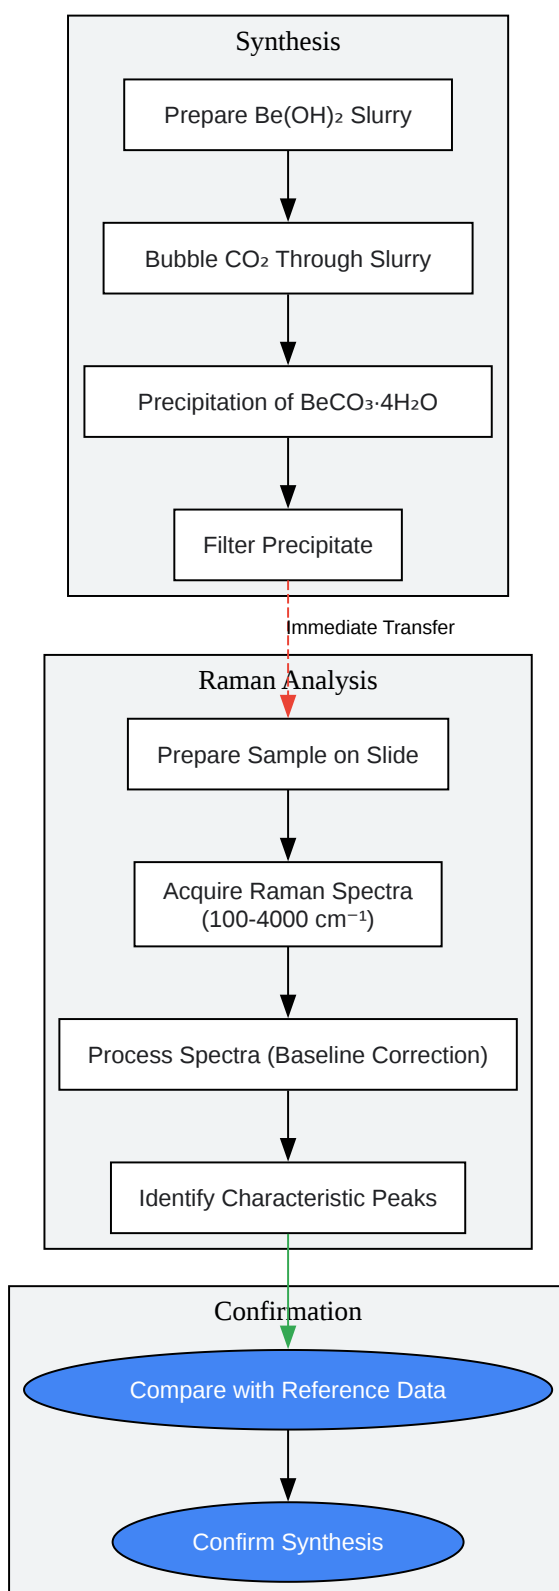 Synthesis
Prepare Be(OH)₂ Slurry
Bubble CO₂ Through Slurry
Precipitation of BeCO₃·4H₂O
Filter Precipitate
Immediate Transfer
Raman Analysis
Prepare Sample on Slide
Acquire Raman Spectra
(100-4000 cm⁻¹)
Process Spectra (Baseline Correction)
Identify Characteristic Peaks
Confirmation
Compare with Reference Data
Confirm Synthesis